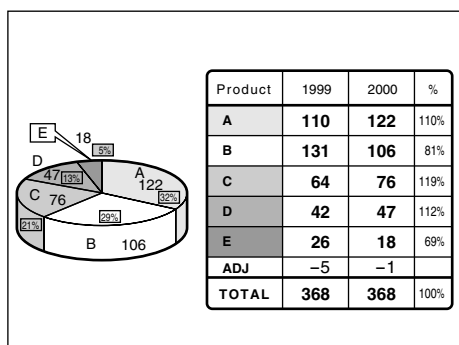 E
18
5%
D
47
13%
A
122
32%
C
76
21%
29%
B
106
Product 1999 2000 %
A 110 122 110%
B 131 106 81%
C 64 76 119%
D 42 47 112%
E 26 18 69%
ADJ −5 −1
TOTAL 368 368 100%